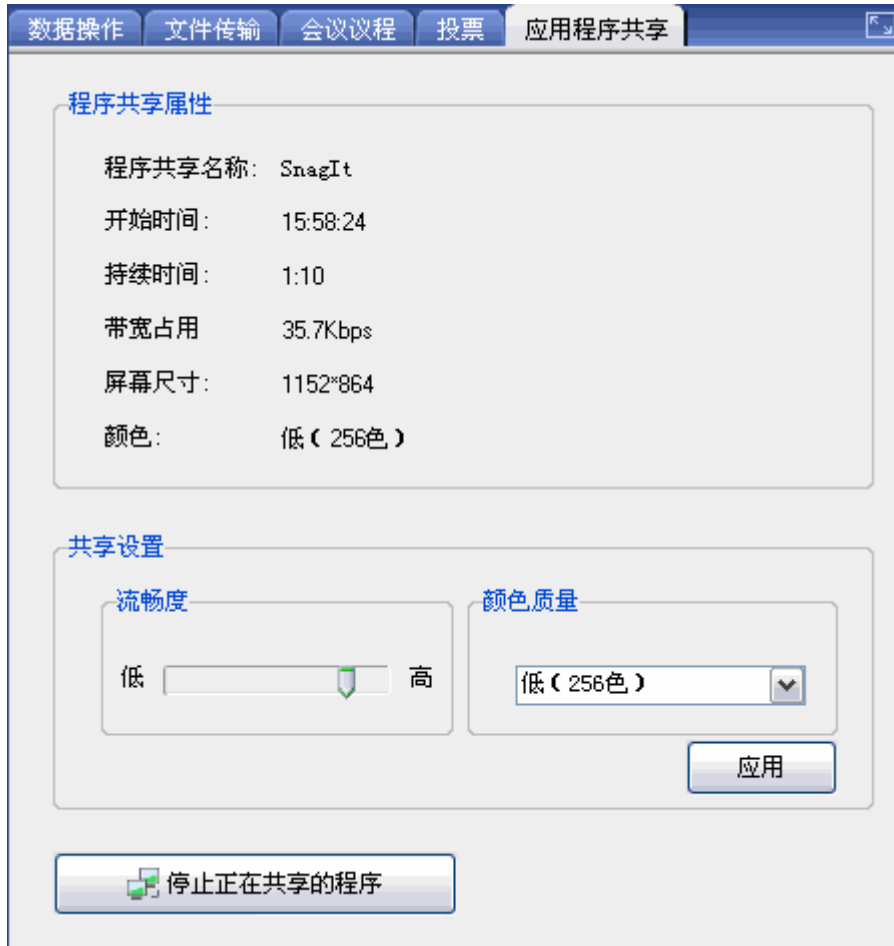 数据操作 文件传输 会议议程 投票 应用程序共享
程序共享属性
程序共享名称: SnagIt
开始时间: 15:58:24
持续时间: 1:10
带宽占用 35.7Kbps
屏幕尺寸: 1152*864
颜色: 低(256色)
共享设置
流畅度 颜色质量
低 高 低(256色)
应用
停止正在共享的程序